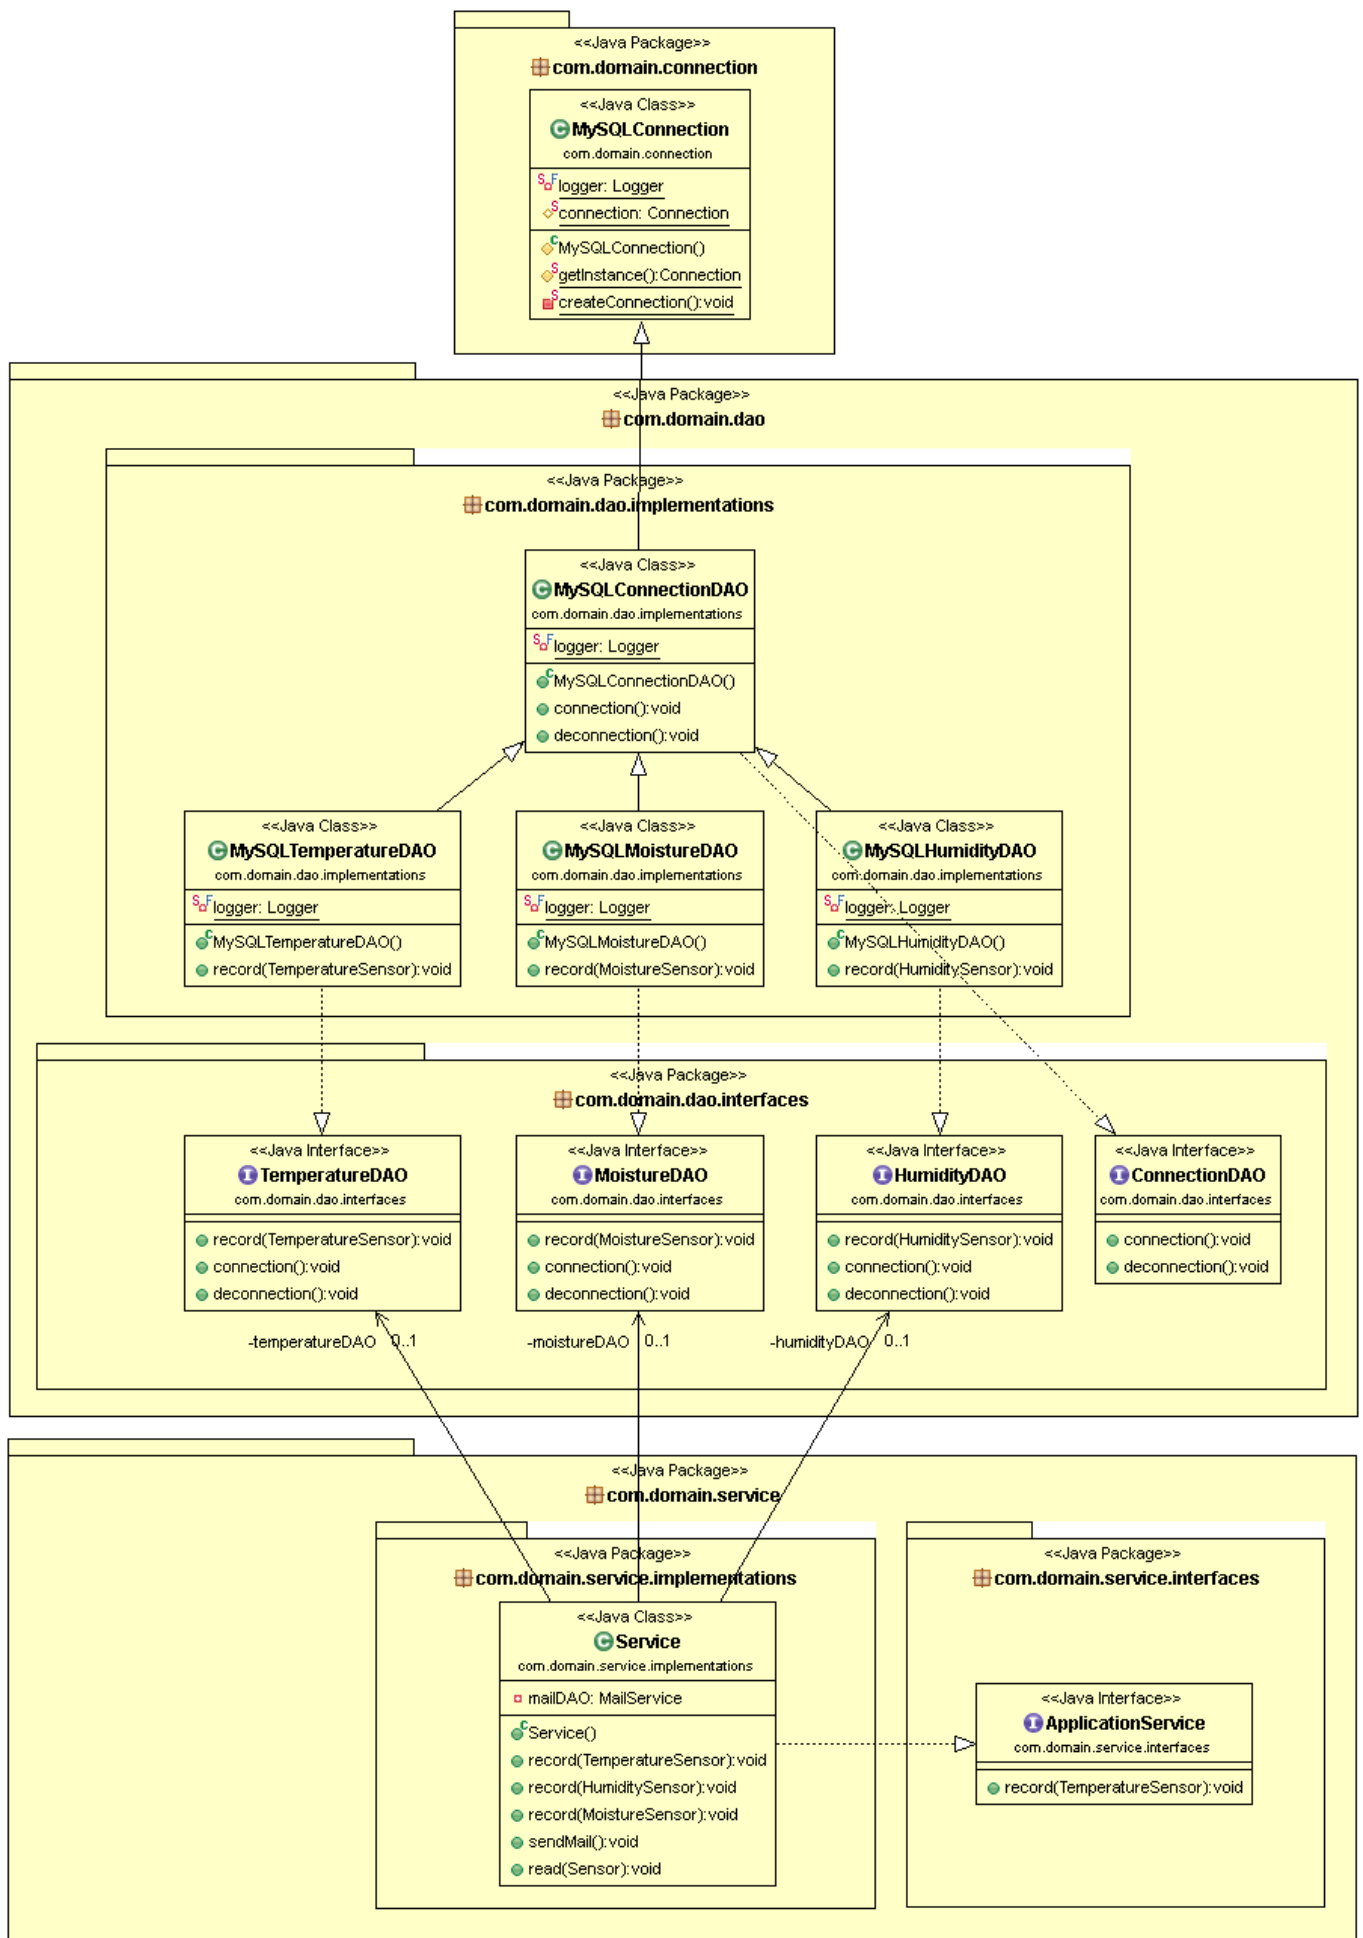 <<Java Package>>
com.domain.connection
<<Java Class>>
MySQLConnection
com.domain.connection
SF logger: Logger
S connection: Connection
C MySQLConnection()
S getInstance():Connection
S createConnection():void
<<Java Package>>
com.domain.dao
<<Java Package>>
com.domain.dao.implementations
<<Java Class>>
C MySQLConnectionDAO
com.domain.dao.implementations
SF logger: Logger
C MySQLConnectionDAO()
connection():void
deconnection():void
<<Java Class>>
C MySQLTemperatureDAO
com.domain.dao.implementations
SF logger: Logger
C MySQLTemperatureDAO()
record(TemperatureSensor):void
<<Java Class>>
C MySQLMoistureDAO
com.domain.dao.implementations
SF logger: Logger
C MySQLMoistureDAO()
record(MoistureSensor):void
<<Java Class>>
C MySQLHumidityDAO
com.domain.dao.implementations
SF logger: Logger
C MySQLHumidityDAO()
record(HumiditySensor):void
<<Java Package>>
com.domain.dao.interfaces
<<Java Interface>>
I TemperatureDAO
com.domain.dao.interfaces
record(TemperatureSensor):void
connection():void
deconnection():void
<<Java Interface>>
I MoistureDAO
com.domain.dao.interfaces
record(MoistureSensor):void
connection():void
deconnection():void
<<Java Interface>>
I HumidityDAO
com.domain.dao.interfaces
record(HumiditySensor):void
connection():void
deconnection():void
<<Java Interface>>
I ConnectionDAO
com.domain.dao.interfaces
connection():void
deconnection():void
-temperatureDAO 0..1
-moistureDAO 0..1
-humidityDAO 0..1
<<Java Package>>
com.domain.service
<<Java Package>>
com.domain.service.implementations
<<Java Class>>
C Service
com.domain.service.implementations
mailDAO: MailService
C Service()
record(TemperatureSensor):void
record(HumiditySensor):void
record(MoistureSensor):void
sendMail():void
read(Sensor):void
<<Java Package>>
com.domain.service.interfaces
<<Java Interface>>
I ApplicationService
com.domain.service.interfaces
record(TemperatureSensor):void